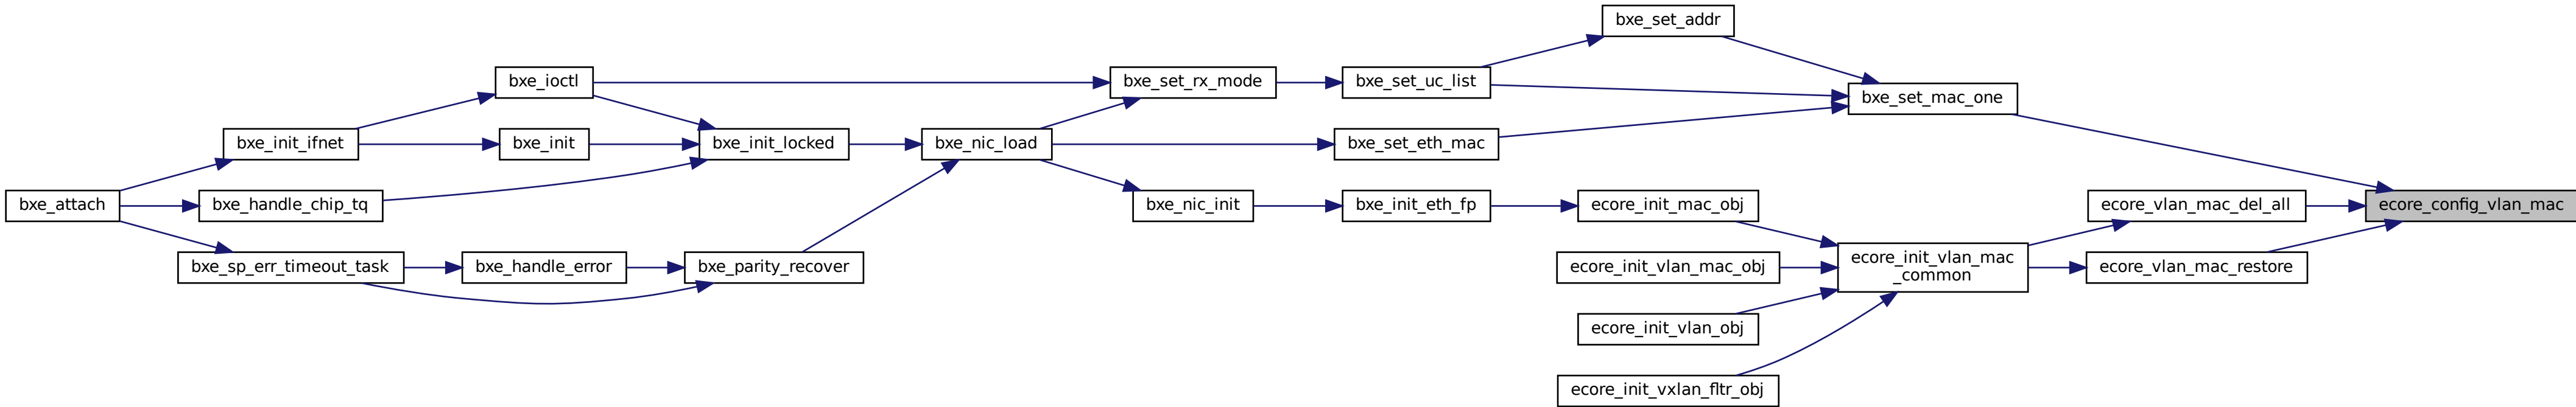 bxe_set_addr
bxe_ioctl
bxe_set_rx_mode
bxe_set_uc_list
bxe_set_mac_one
bxe_init_ifnet
bxe_init
bxe_init_locked
bxe_nic_load
bxe_set_eth_mac
bxe_attach
bxe_handle_chip_tq
bxe_nic_init
bxe_init_eth_fp
ecore_init_mac_obj
ecore_vlan_mac_del_all
ecore_config_vlan_mac
bxe_sp_err_timeout_task
bxe_handle_error
bxe_parity_recover
ecore_init_vlan_mac_obj
ecore_init_vlan_mac
_common
ecore_vlan_mac_restore
ecore_init_vlan_obj
ecore_init_vxlan_fltr_obj